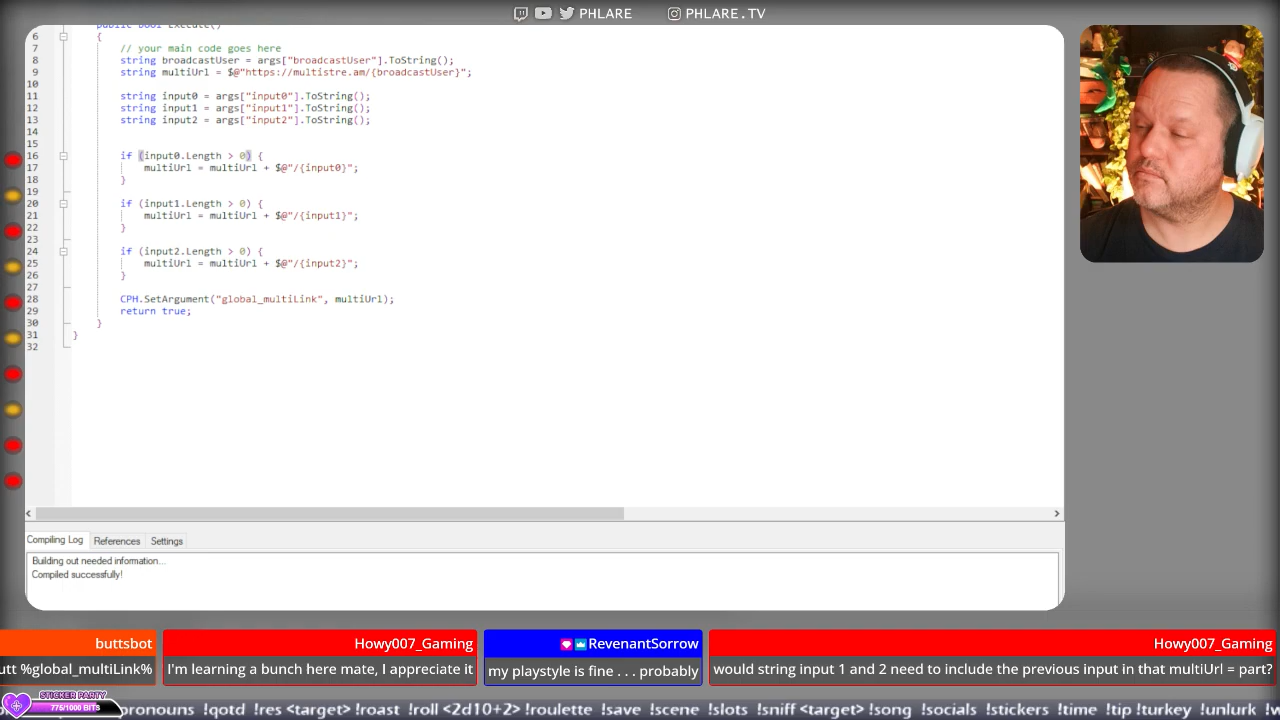 PHLARE
PHLARE.TV
6
{
7
// your main code goes here
8
string broadcastUser = args["broadcastUser"].ToString();
9
string multiUrl = $@"https://multistre.am/{broadcastUser}";
10
11
string input0 = args["input0"].ToString();
12
string input1 = args["input1"].ToString();
13
string input2 = args["input2"].ToString();
14
15
16
if (input0.Length > 0) {
17
multiUrl = multiUrl + $@"/{input0}";
18
}
19
20
if (input1.Length > 0) {
21
multiUrl = multiUrl + $@"/{input1}";
22
}
23
24
if (input2.Length > 0) {
25
multiUrl = multiUrl + $@"/{input2}";
26
}
27
28
CPH.SetArgument("global_multiLink", multiUrl);
29
return true;
30
}
31
}
32
Compiling Log
References
Settings
Building out needed information...
Compiled successfully!
buttsbot
utt %global_multiLink%
Howy007_Gaming
I'm learning a bunch here mate, I appreciate it
RevenantSorrow
my playstyle is fine . . . probably
Howy007_Gaming
would string input 1 and 2 need to include the previous input in that multiUrl = part?
STICKER PARTY
775/1000 BITS
pronouns !qotd !res <target> !roast !roll <2d10+2> !roulette !save !scene !slots !sniff <target> !song !socials !stickers !time !tip !turkey !unlurk